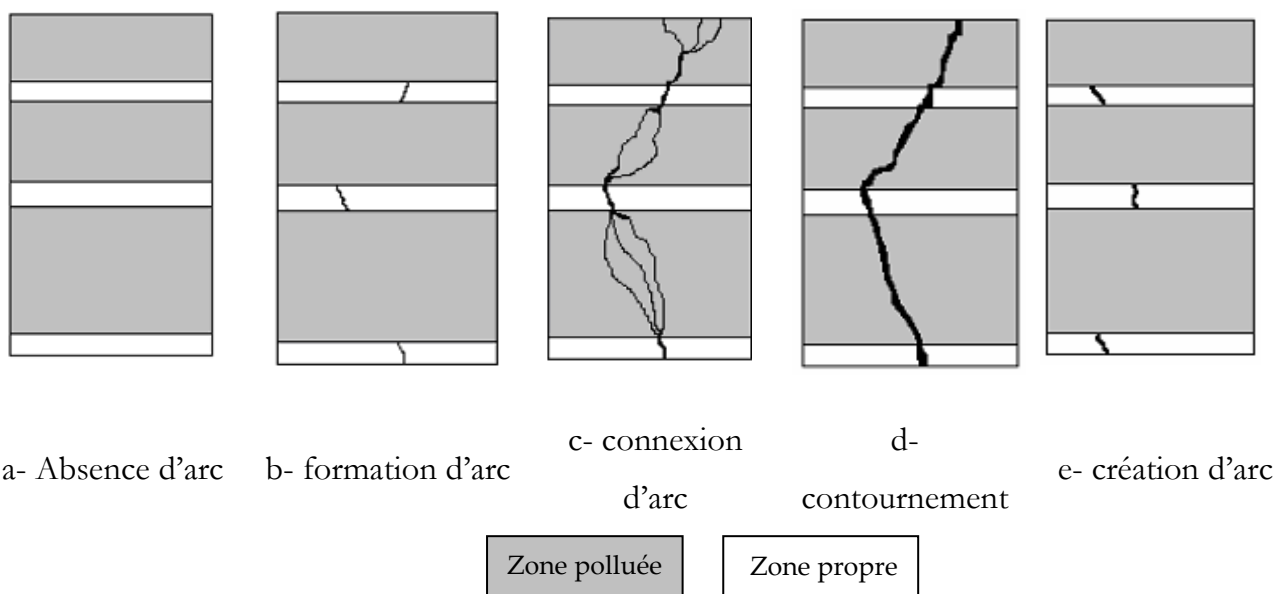 a- Absence d’arc
b- formation d’arc
c- connexion
d’arc
d-
contournement
e- création d’arc
Zone polluée
Zone propre